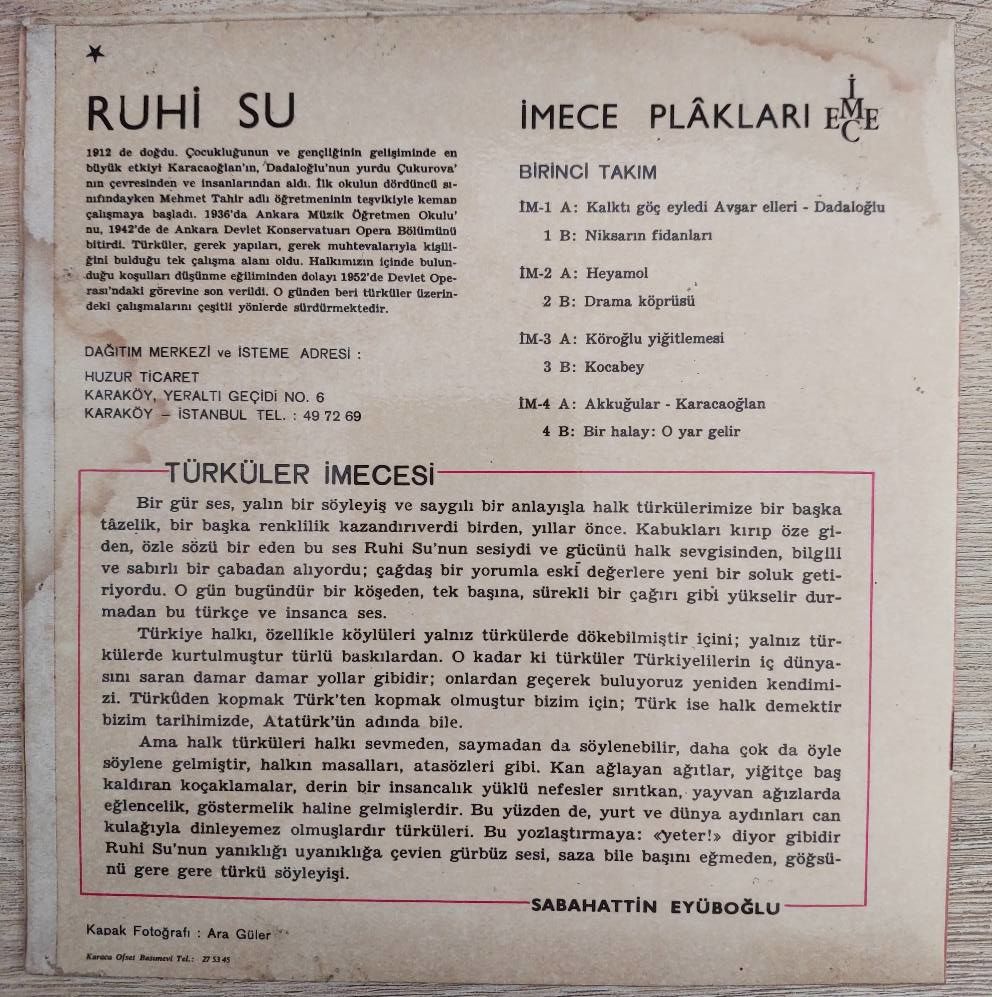 RUHİ SU
1912 de doğdu. Çocukluğunun ve gençliğinin gelişiminde en
büyük etkiyi Karacaoğlan'ın, Dadaloğlu'nun yurdu Çukurova'
nın çevresinden ve insanlarından aldı. İlk okulun dördüncü sı-
nıfındayken Mehmet Tahir adlı öğretmeninin teşvikiyle keman
çalışmaya başladı. 1936'da Ankara Müzik Öğretmen Okulu'
nu, 1942'de de Ankara Devlet Konservatuarı Opera Bölümünü
bitirdi. Türküler, gerek yapıları, gerek muhtevalarıyla kişili-
ğini bulduğu tek çalışma alanı oldu. Halkımızın içinde bulun-
duğu koşulları düşünme eğiliminden dolayı 1952'de Devlet Ope-
rası'ndaki görevine son verildi. O günden beri türküler üzerin-
deki çalışmalarını çeşitli yönlerde sürdürmektedir.
DAĞITIM MERKEZİ ve İSTEME ADRESİ :
HUZUR TİCARET
KARAKÖY, YERALTI GEÇİDİ NO. 6
KARAKÖY – İSTANBUL TEL. : 49 72 69
İMECE PLÂKLARI İMECE
BİRİNCİ TAKIM
İM-1 A: Kalktı göç eyledi Avşar elleri - Dadaloğlu
1 B: Niksarın fidanları
İM-2 A: Heyamol
2 B: Drama köprüsü
İM-3 A: Köroğlu yiğitlemesi
3 B: Kocabey
İM-4 A: Akkuğular - Karacaoğlan
4 B: Bir halay: O yar gelir
TÜRKÜLER İMECESİ
Bir gür ses, yalın bir söyleyiş ve saygılı bir anlayışla halk türkülerimize bir başka
tâzelik, bir başka renklilik kazandırıverdi birden, yıllar önce. Kabukları kırıp öze gi-
den, özle sözü bir eden bu ses Ruhi Su'nun sesiydi ve gücünü halk sevgisinden, bilgili
ve sabırlı bir çabadan alıyordu; çağdaş bir yorumla eski değerlere yeni bir soluk geti-
riyordu. O gün bugündür bir köşeden, tek başına, sürekli bir çağırı gibi yükselir dur-
madan bu türkçe ve insanca ses.
Türkiye halkı, özellikle köylüleri yalnız türkülerde dökebilmiştir içini; yalnız tür-
külerde kurtulmuştur türlü baskılardan. O kadar ki türküler Türkiyelilerin iç dünya-
sını saran damar damar yollar gibidir; onlardan geçerek buluyoruz yeniden kendimi-
zi. Türkûden kopmak Türk'ten kopmak olmuştur bizim için; Türk ise halk demektir
bizim tarihimizde, Atatürk'ün adında bile.
Ama halk türküleri halkı sevmeden, saymadan da söylenebilir, daha çok da öyle
söylene gelmiştir, halkın masalları, atasözleri gibi. Kan ağlayan ağıtlar, yiğitçe baş
kaldıran koçaklamalar, derin bir insancalık yüklü nefesler sırıtkan, yayvan ağızlarda
eğlencelik, göstermelik haline gelmişlerdir. Bu yüzden de, yurt ve dünya aydınları can
kulağıyla dinleyemez olmuşlardır türküleri. Bu yozlaştırmaya: «yeter!» diyor gibidir
Ruhi Su'nun yanıklığı uyanıklığa çevien gürbüz sesi, saza bile başını eğmeden, göğsü-
nü gere gere türkü söyleyişi.
SABAHATTİN EYÜBOĞLU
Kapak Fotoğrafı : Ara Güler
Karaca Ofset Basımevi Tel.: 27 53 45